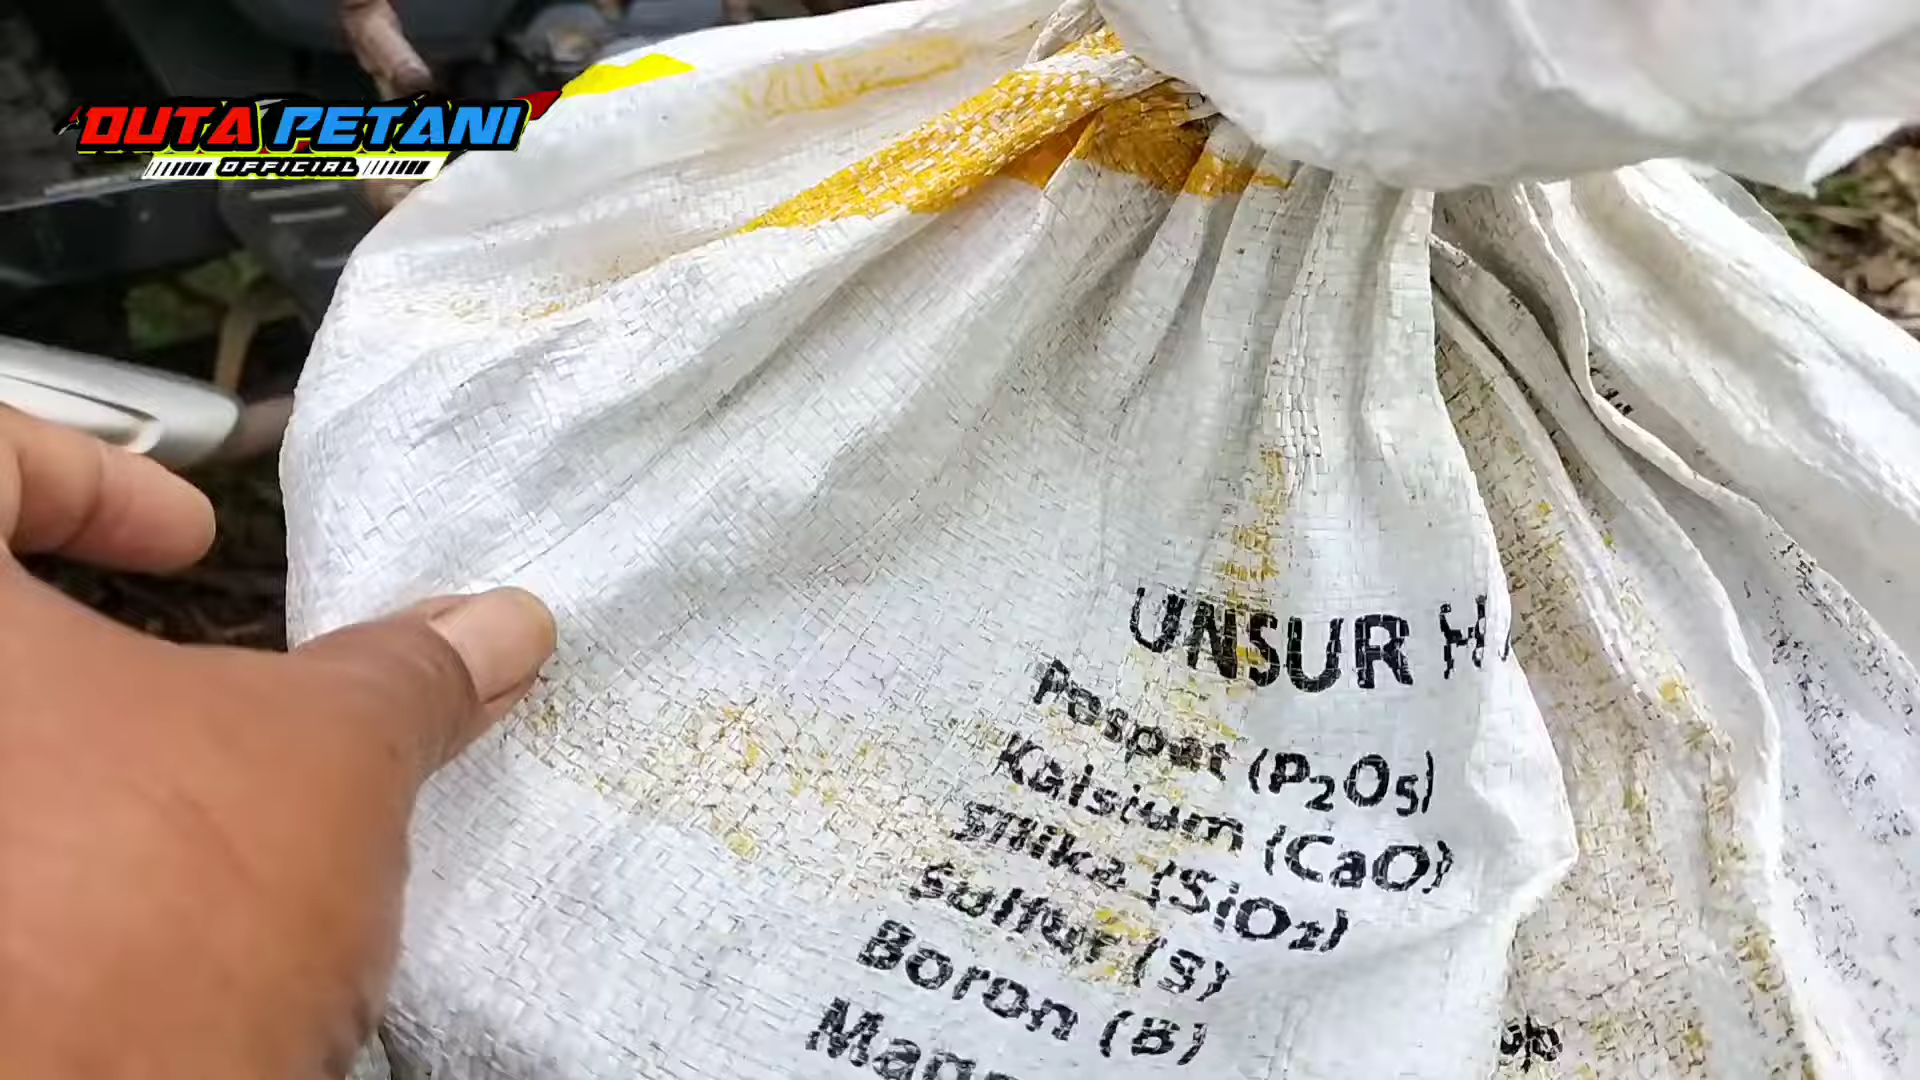 DUTA PETANI
OFFICIAL
UNSUR H
Pospat (P₂O₅)
Kalsium (CaO)
Silika (SiO₂)
Sulfur (S)
Boron (B)
%